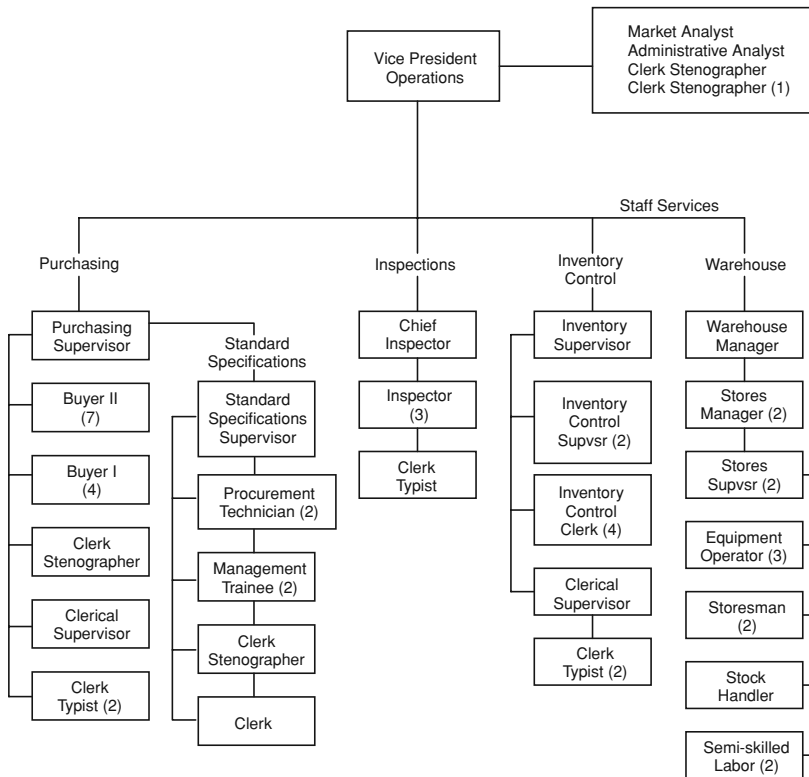 Vice President
Operations
Market Analyst
Administrative Analyst
Clerk Stenographer
Clerk Stenographer (1)
Staff Services
Purchasing
Inspections
Inventory
Control
Warehouse
Purchasing
Supervisor
Buyer II
(7)
Buyer I
(4)
Clerk
Stenographer
Clerical
Supervisor
Clerk
Typist (2)
Standard
Specifications
Standard
Specifications
Supervisor
Procurement
Technician (2)
Management
Trainee (2)
Clerk
Stenographer
Clerk
Chief
Inspector
Inspector
(3)
Clerk
Typist
Inventory
Supervisor
Inventory
Control
Supvsr (2)
Inventory
Control
Clerk (4)
Clerical
Supervisor
Clerk
Typist (2)
Warehouse
Manager
Stores
Manager (2)
Stores
Supvsr (2)
Equipment
Operator (3)
Storesman
(2)
Stock
Handler
Semi-skilled
Labor (2)